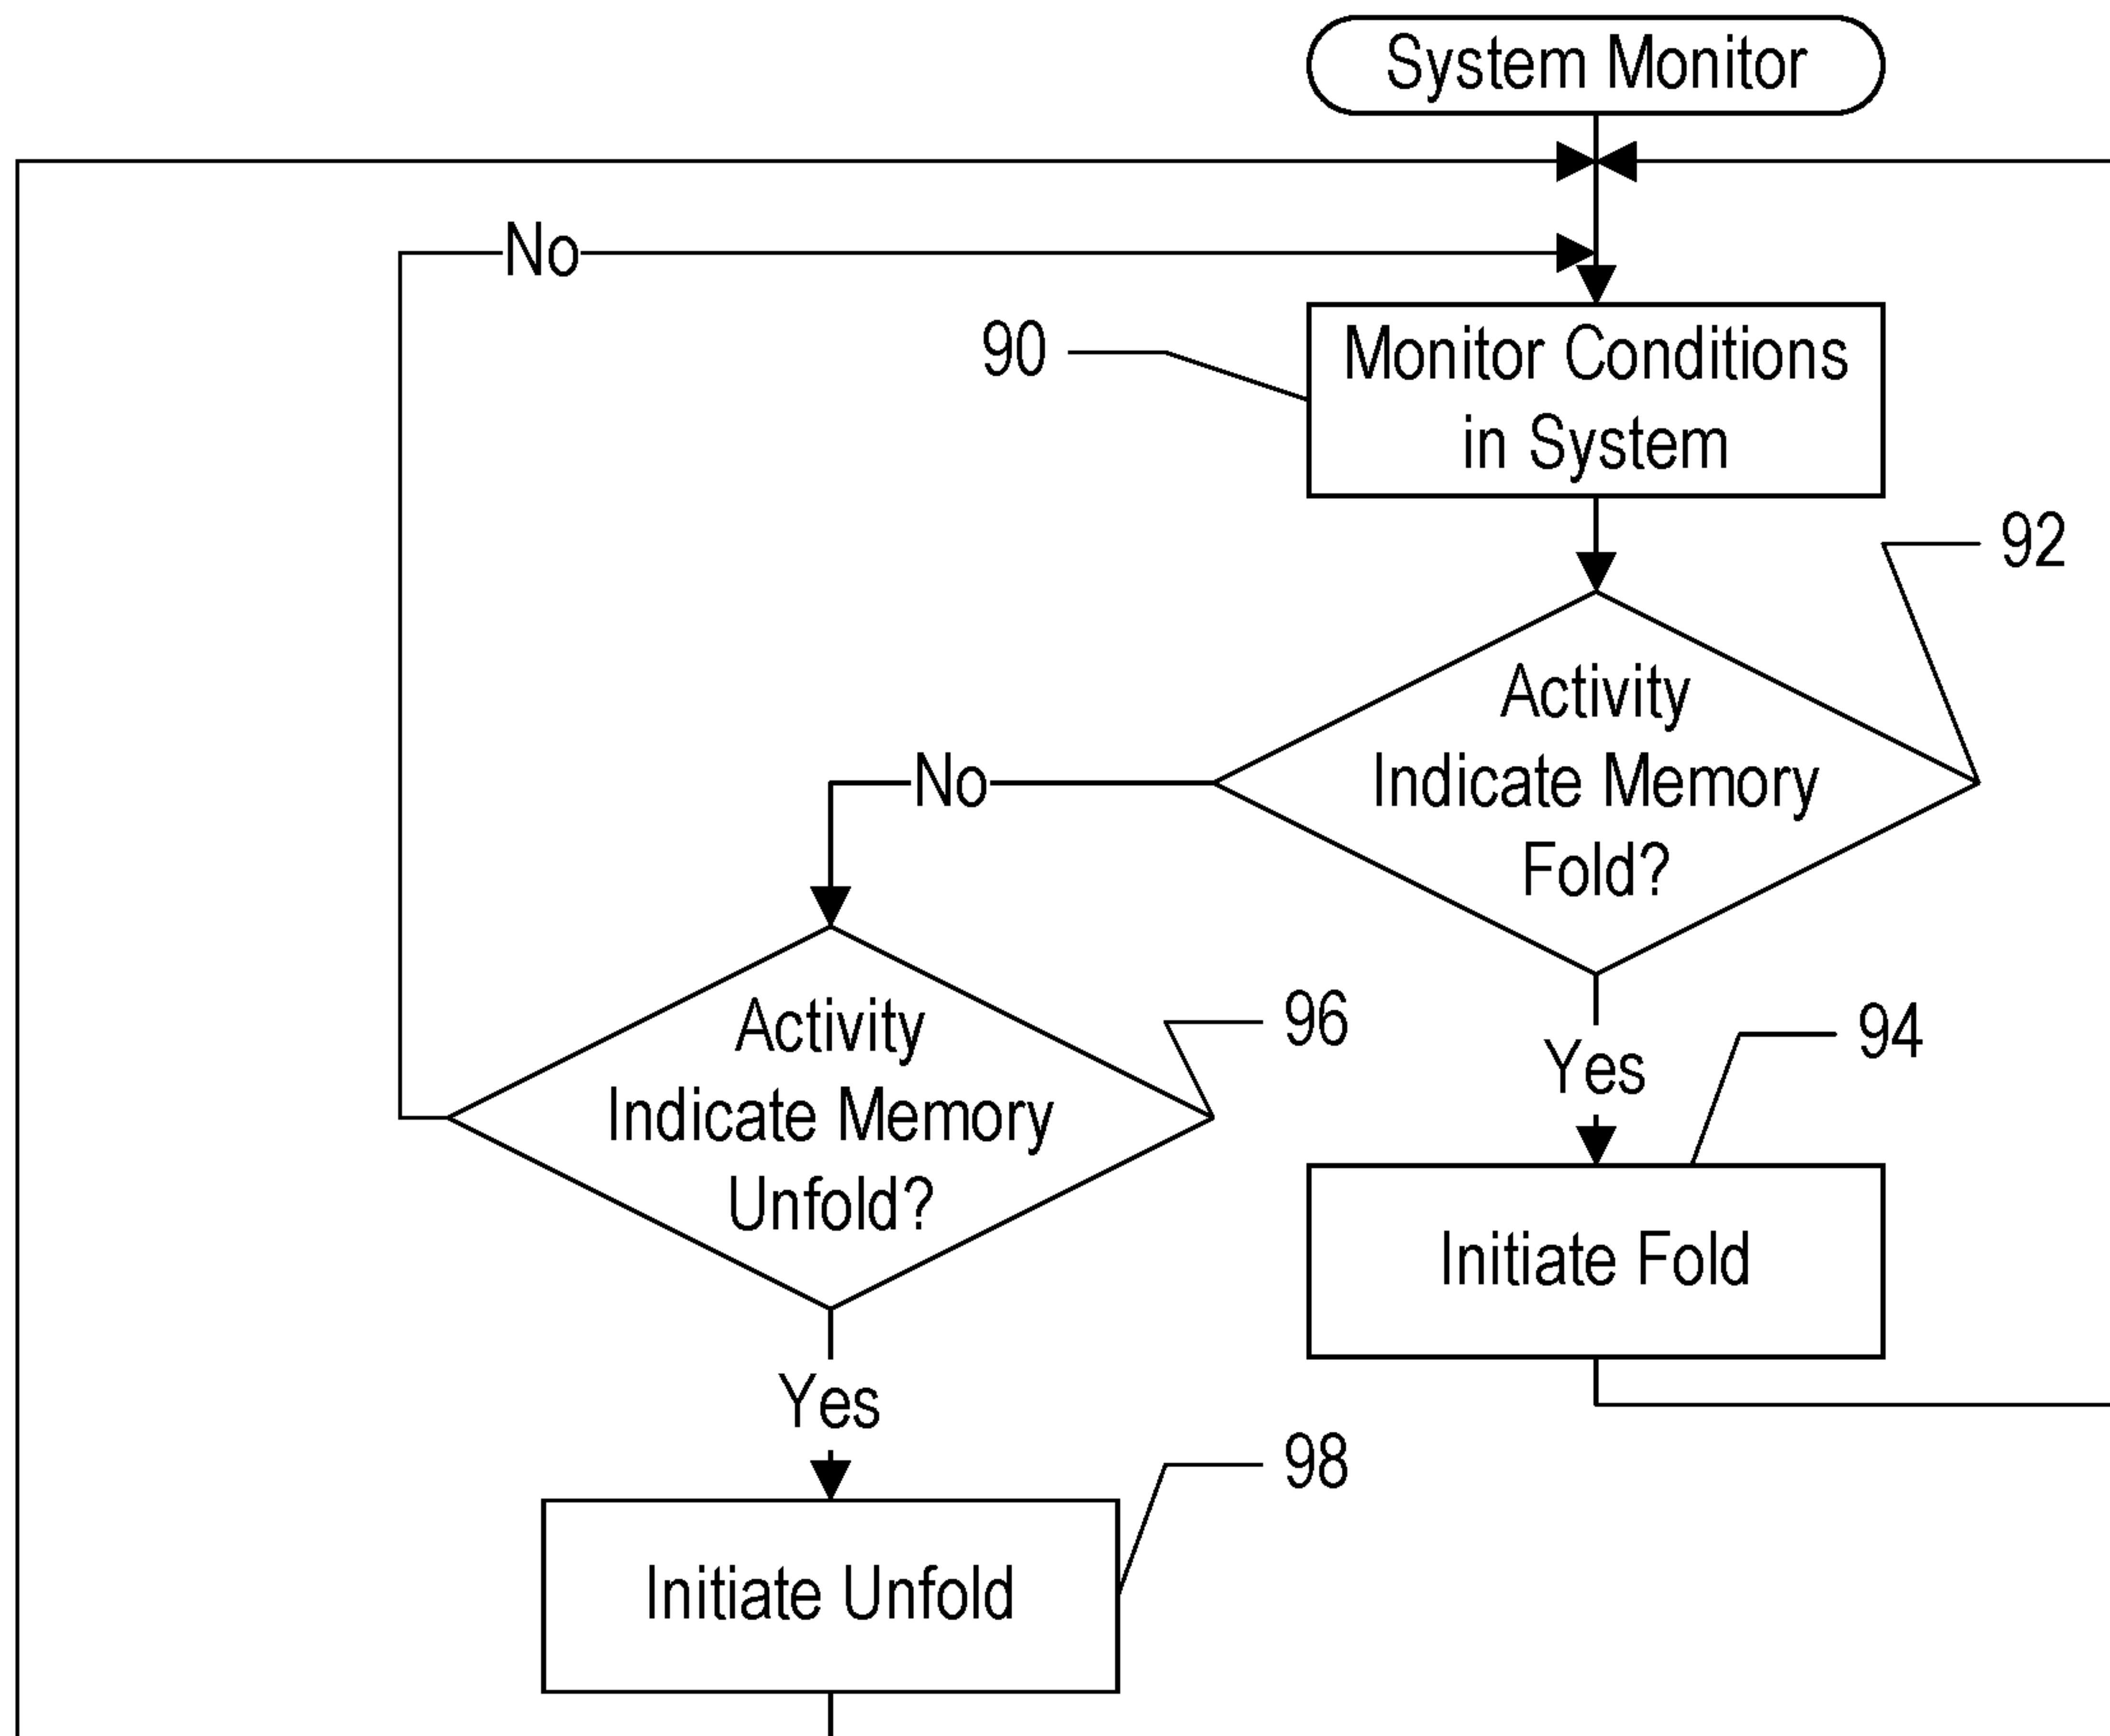 System Monitor
No
90
Monitor Conditions
in System
92
Activity
Indicate Memory
Fold?
No
Yes
94
Initiate Fold
Activity
Indicate Memory
Unfold?
96
Yes
98
Initiate Unfold